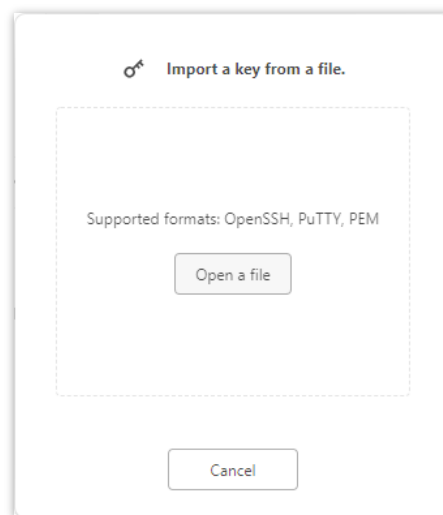 Import a key from a file.
Supported formats: OpenSSH, PuTTY, PEM
Open a file
Cancel